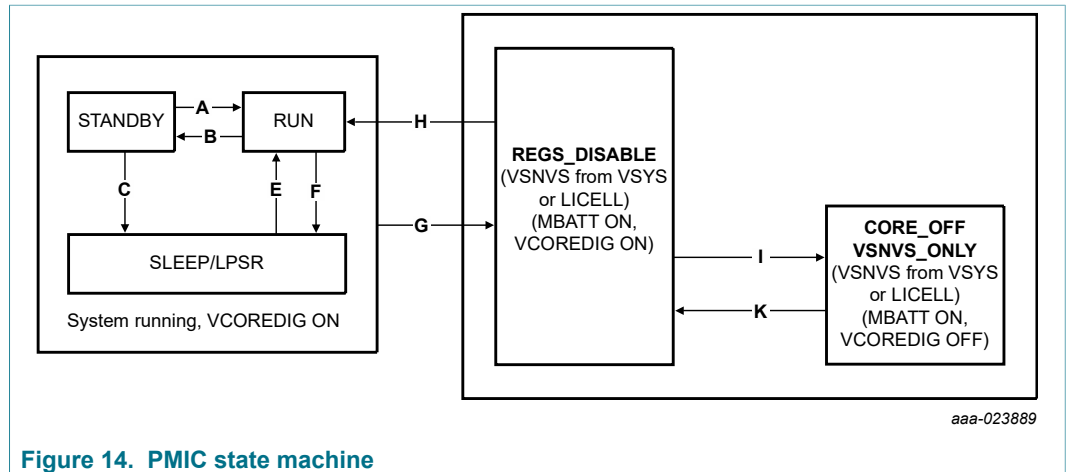 STANDBY
A
B
RUN
C
E
F
SLEEP/LPSR
System running, VCOREDIG ON
H
G
REGS_DISABLE
(VSNVS from VSYS
or LICELL)
(MBATT ON,
VCOREDIG ON)
I
K
CORE_OFF
VSNVS_ONLY
(VSNVS from VSYS
or LICELL)
(MBATT ON,
VCOREDIG OFF)
aaa-023889
Figure 14. PMIC state machine